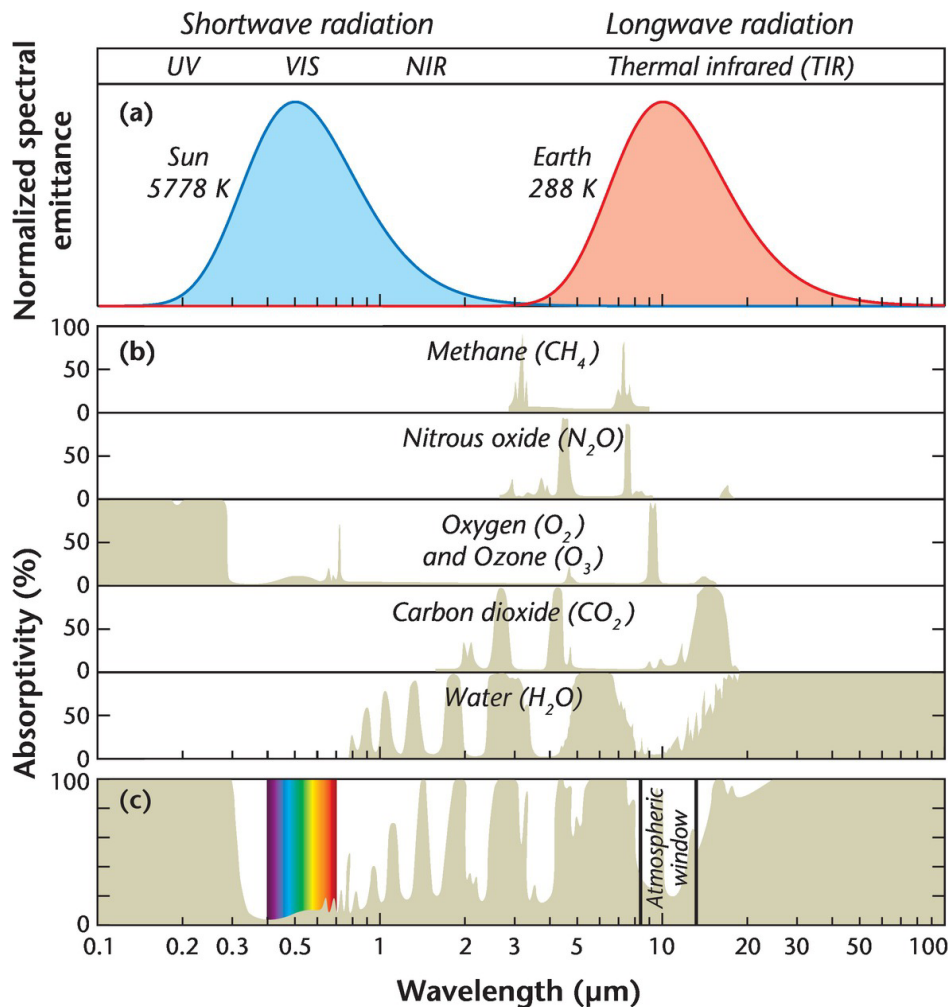 Shortwave radiation Longwave radiation
UV VIS NIR Thermal infrared (TIR)
Normalized spectral
emittance
(a)
Sun
5778 K
Earth
288 K
Absorptivity (%)
(b)
100
50
0
Methane (CH₄)
50
0
Nitrous oxide (N₂O)
50
0
Oxygen (O₂)
and Ozone (O₃)
50
0
Carbon dioxide (CO₂)
50
0
Water (H₂O)
(c)
100
0
Atmospheric
window
0.1 0.2 0.3 0.5 1 2 3 5 10 20 30 50 100
Wavelength (μm)